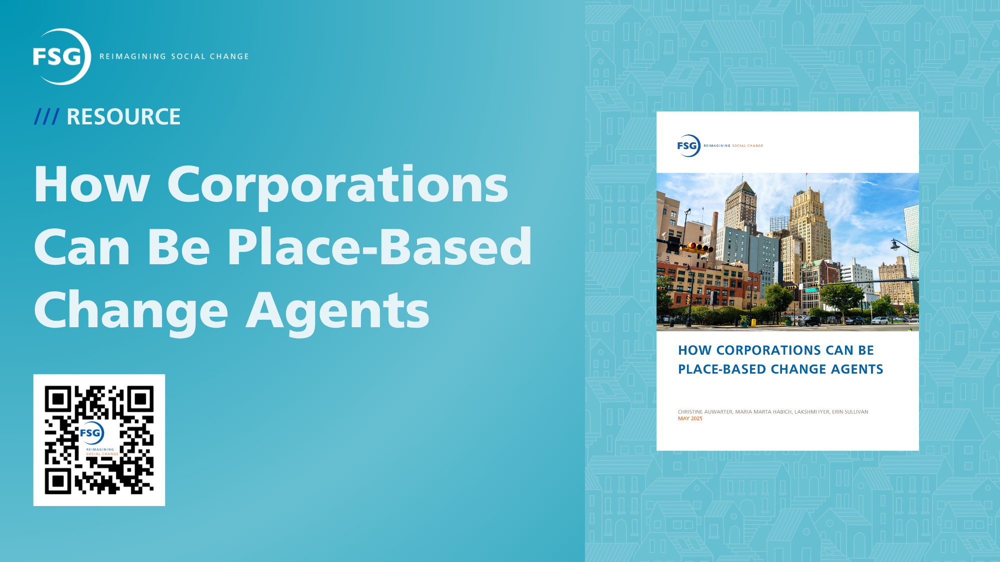 FSG REIMAGINING SOCIAL CHANGE
/// RESOURCE
How Corporations
Can Be Place-Based
Change Agents
FSG
REIMAGINING
SOCIAL CHANGE
FSG REIMAGINING SOCIAL CHANGE
HOW CORPORATIONS CAN BE
PLACE-BASED CHANGE AGENTS
CHRISTINE AUWARTER, MARIA MARTA HABICH, LAKSHMI IYER, ERIN SULLIVAN
MAY 2025